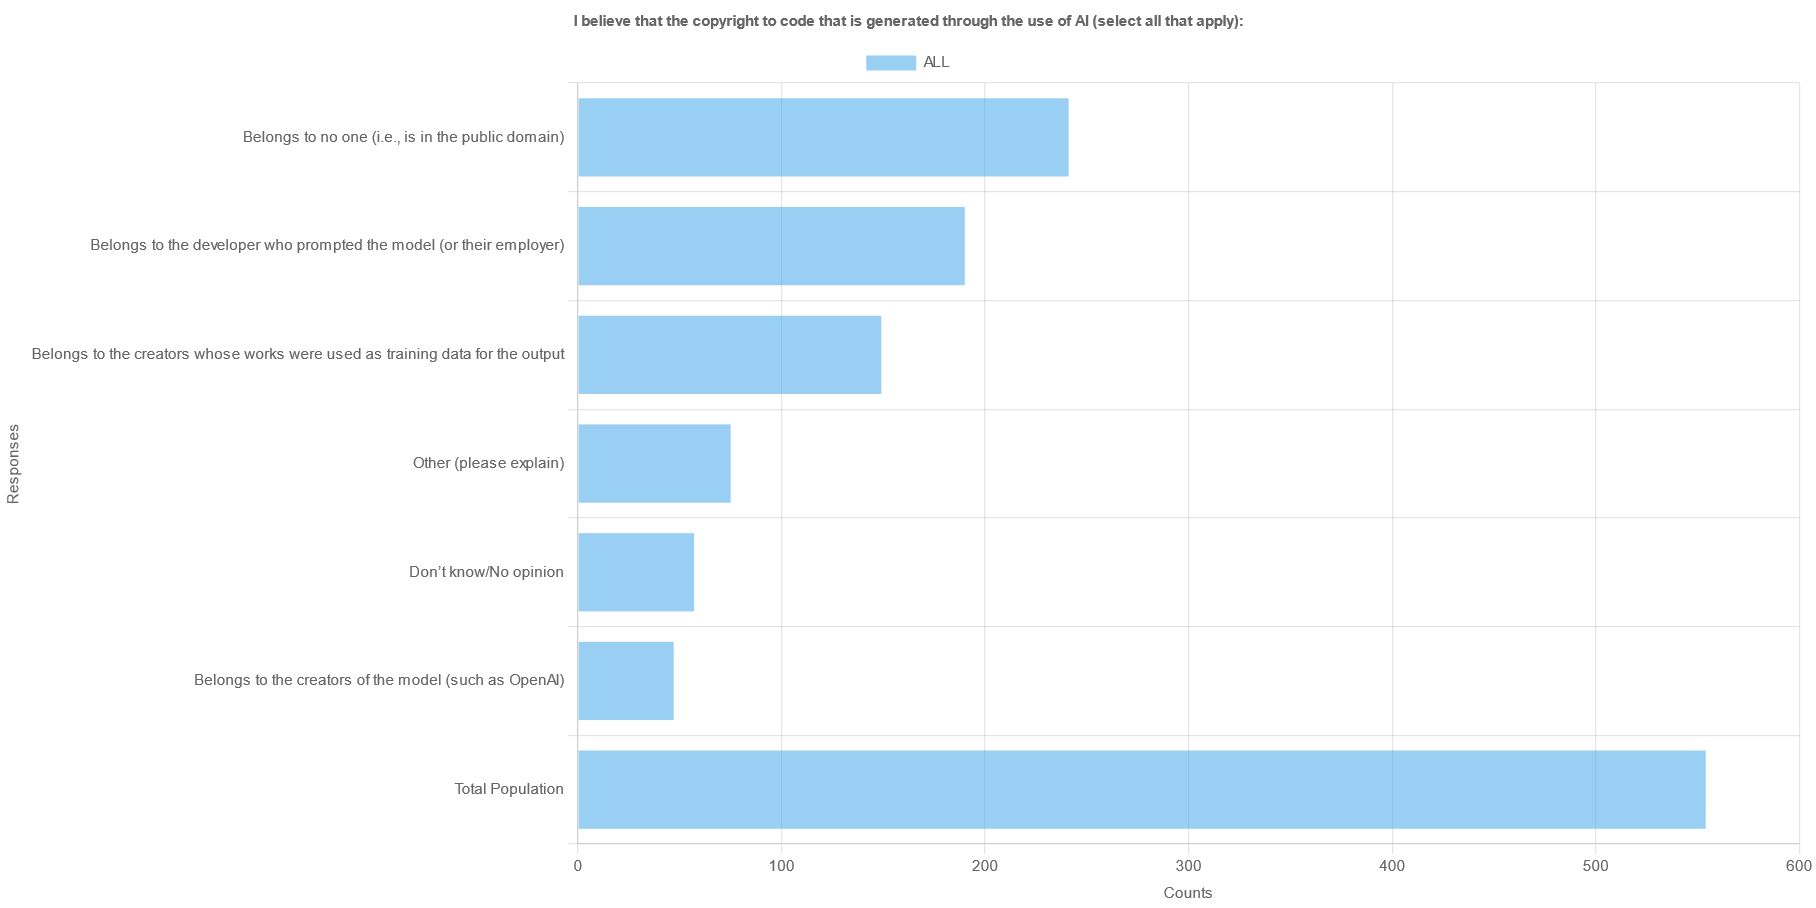 I believe that the copyright to code that is generated through the use of AI (select all that apply):
ALL
Belongs to no one (i.e., is in the public domain)
Belongs to the developer who prompted the model (or their employer)
Belongs to the creators whose works were used as training data for the output
Other (please explain)
Don’t know/No opinion
Belongs to the creators of the model (such as OpenAI)
Total Population
Responses
0 100 200 300 400 500 600
Counts